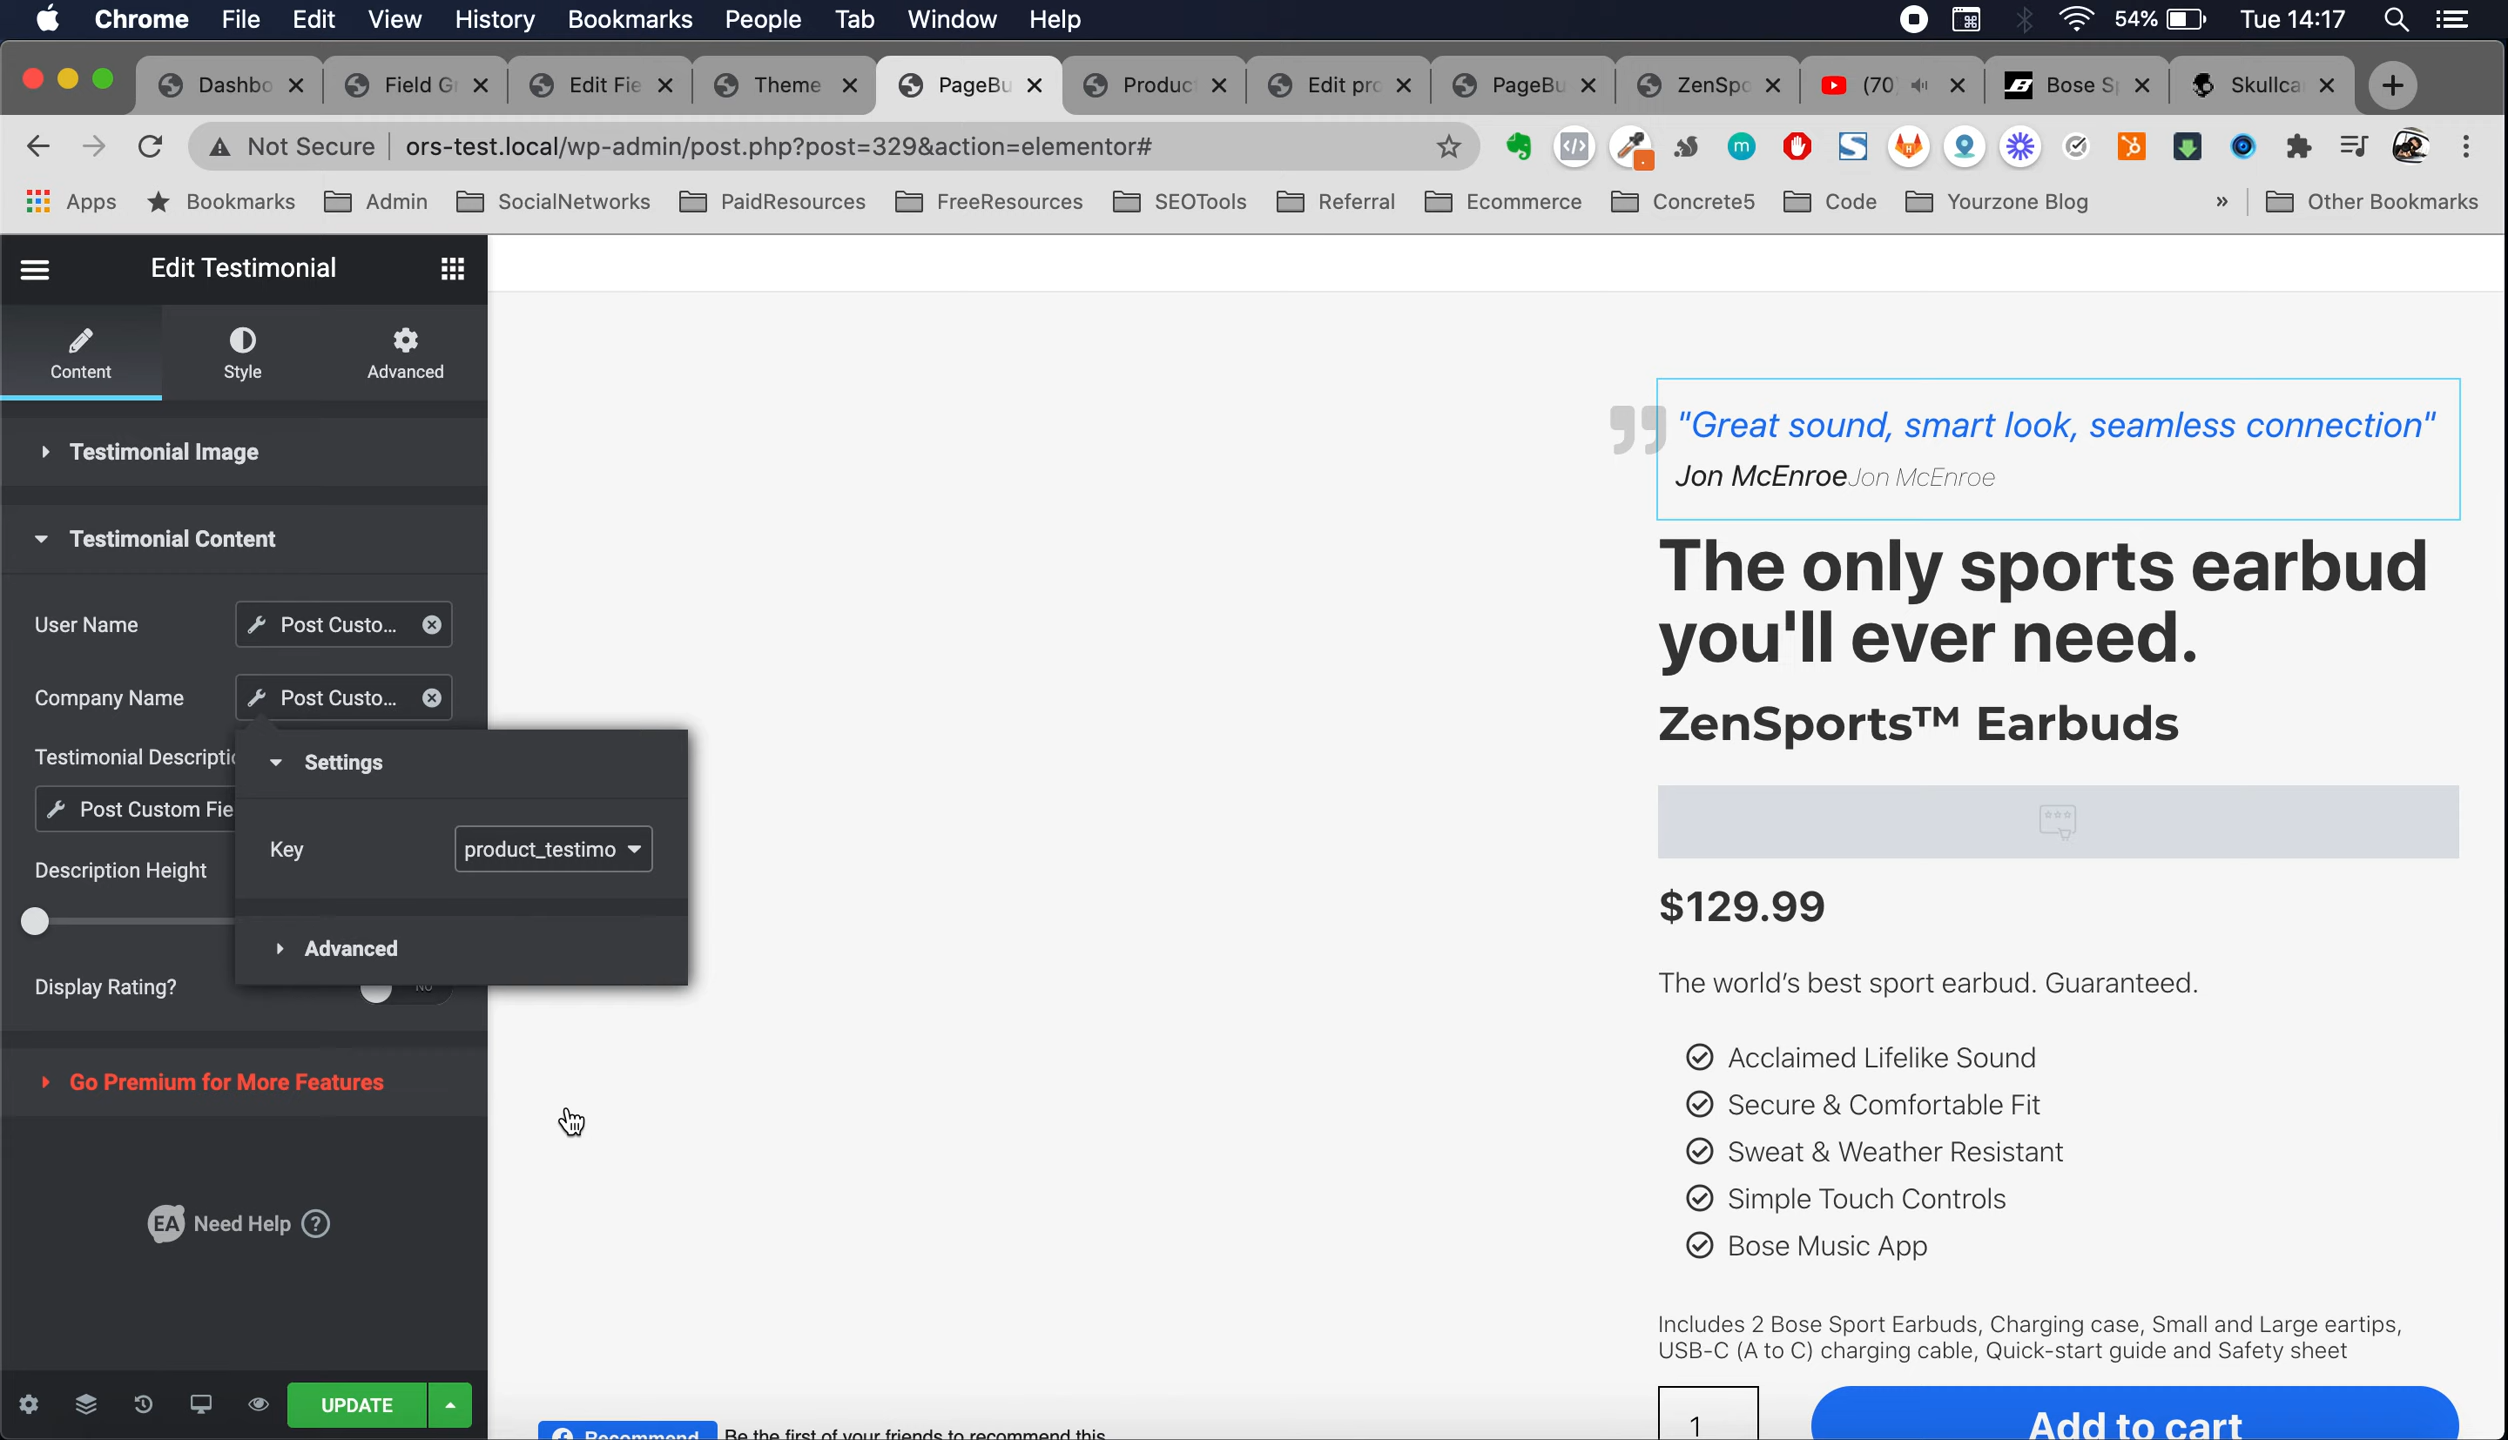 Chrome File Edit View History Bookmarks People Tab Window Help 54% Tue 14:17
Dashbo Field Gr Edit Fie Theme PageBu Product Edit pro PageBu ZenSpo (70 Bose Sp Skullca
Not Secure ors-test.local/wp-admin/post.php?post=329&action=elementor#
Apps Bookmarks Admin SocialNetworks PaidResources FreeResources SEOTools Referral Ecommerce Concrete5 Code Yourzone Blog » Other Bookmarks
Edit Testimonial
Content Style Advanced
Testimonial Image
Testimonial Content
User Name Post Custo...
Company Name Post Custo...
Testimonial Descriptio
Post Custom Fie
Description Height
Display Rating? NO
Settings
Key product_testimo
Advanced
Go Premium for More Features
EA Need Help ?
UPDATE
"Great sound, smart look, seamless connection"
Jon McEnroe Jon McEnroe
The only sports earbud
you'll ever need.
ZenSports™ Earbuds
$129.99
The world's best sport earbud. Guaranteed.
Acclaimed Lifelike Sound
Secure & Comfortable Fit
Sweat & Weather Resistant
Simple Touch Controls
Bose Music App
Includes 2 Bose Sport Earbuds, Charging case, Small and Large eartips,
USB-C (A to C) charging cable, Quick-start guide and Safety sheet
1 Add to cart
Recommend Be the first of your friends to recommend this.